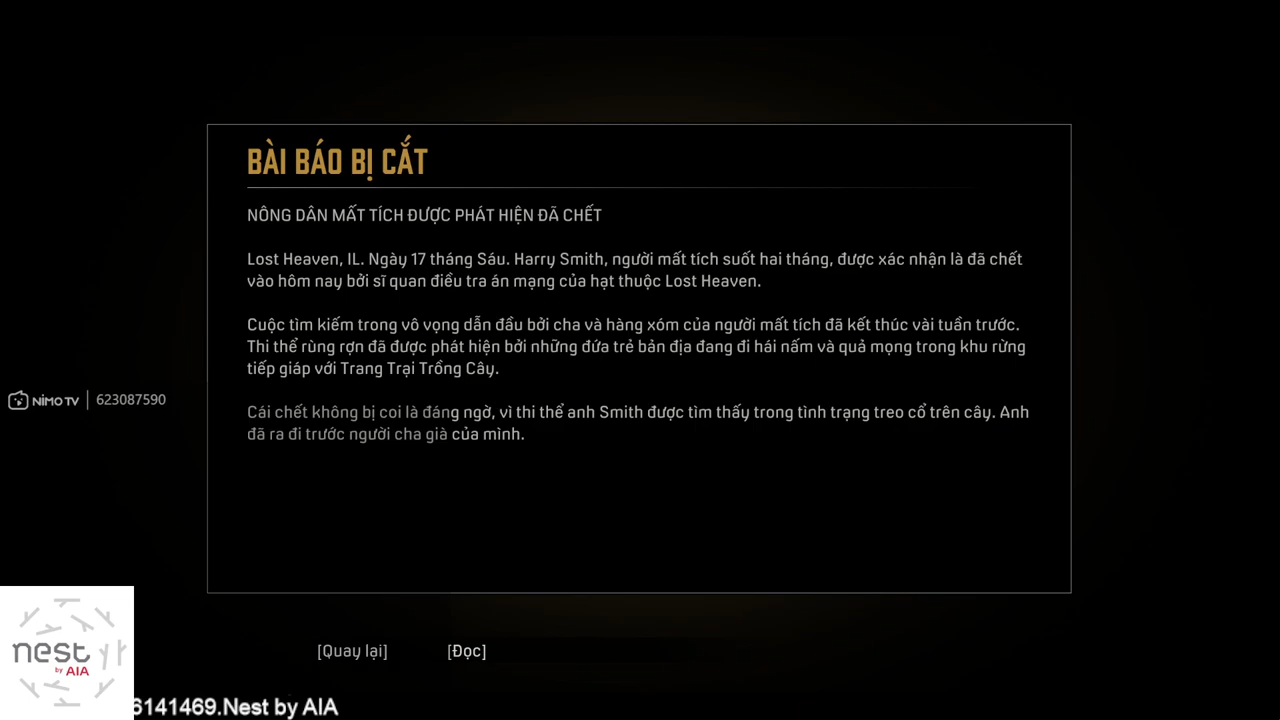 BÀI BÁO BỊ CẮT
NÔNG DÂN MẤT TÍCH ĐƯỢC PHÁT HIỆN ĐÃ CHẾT
Lost Heaven, IL. Ngày 17 tháng Sáu. Harry Smith, người mất tích suốt hai tháng, được xác nhận là đã chết
vào hôm nay bởi sĩ quan điều tra án mạng của hạt thuộc Lost Heaven.
Cuộc tìm kiếm trong vô vọng dẫn đầu bởi cha và hàng xóm của người mất tích đã kết thúc vài tuần trước.
Thi thể rùng rợn đã được phát hiện bởi những đứa trẻ bản địa đang đi hái nấm và quả mọng trong khu rừng
tiếp giáp với Trang Trại Trồng Cây.
NIMO TV | 623087590
Cái chết không bị coi là đáng ngờ, vì thi thể anh Smith được tìm thấy trong tình trạng treo cổ trên cây. Anh
đã ra đi trước người cha già của mình.
nest
by AIA
[Quay lại] [Đọc]
6141469.Nest by AIA